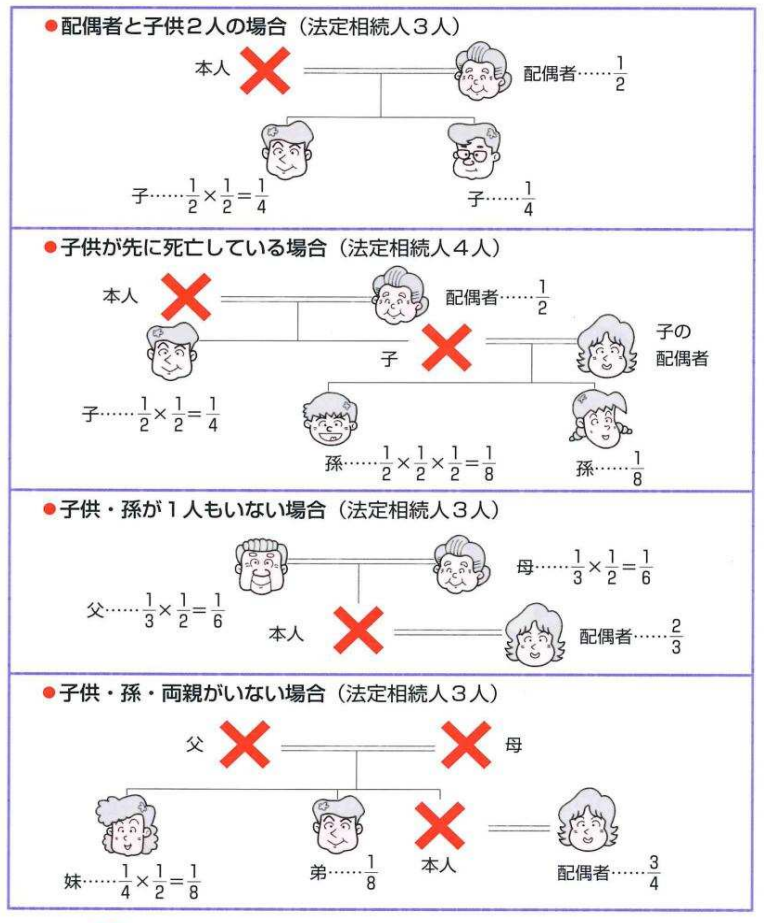 ●配偶者と子供２人の場合（法定相続人３人）
本人
配偶者……1/2
子……1/2×1/2=1/4
子……1/4
●子供が先に死亡している場合（法定相続人４人）
本人
配偶者……1/2
子
子の
配偶者
子……1/2×1/2=1/4
孫……1/2×1/2×1/2=1/8
孫……1/8
●子供・孫が１人もいない場合（法定相続人３人）
母……1/3×1/2=1/6
父……1/3×1/2=1/6
本人
配偶者……2/3
●子供・孫・両親がいない場合（法定相続人３人）
父
母
妹……1/4×1/2=1/8
弟……1/8
本人
配偶者……3/4